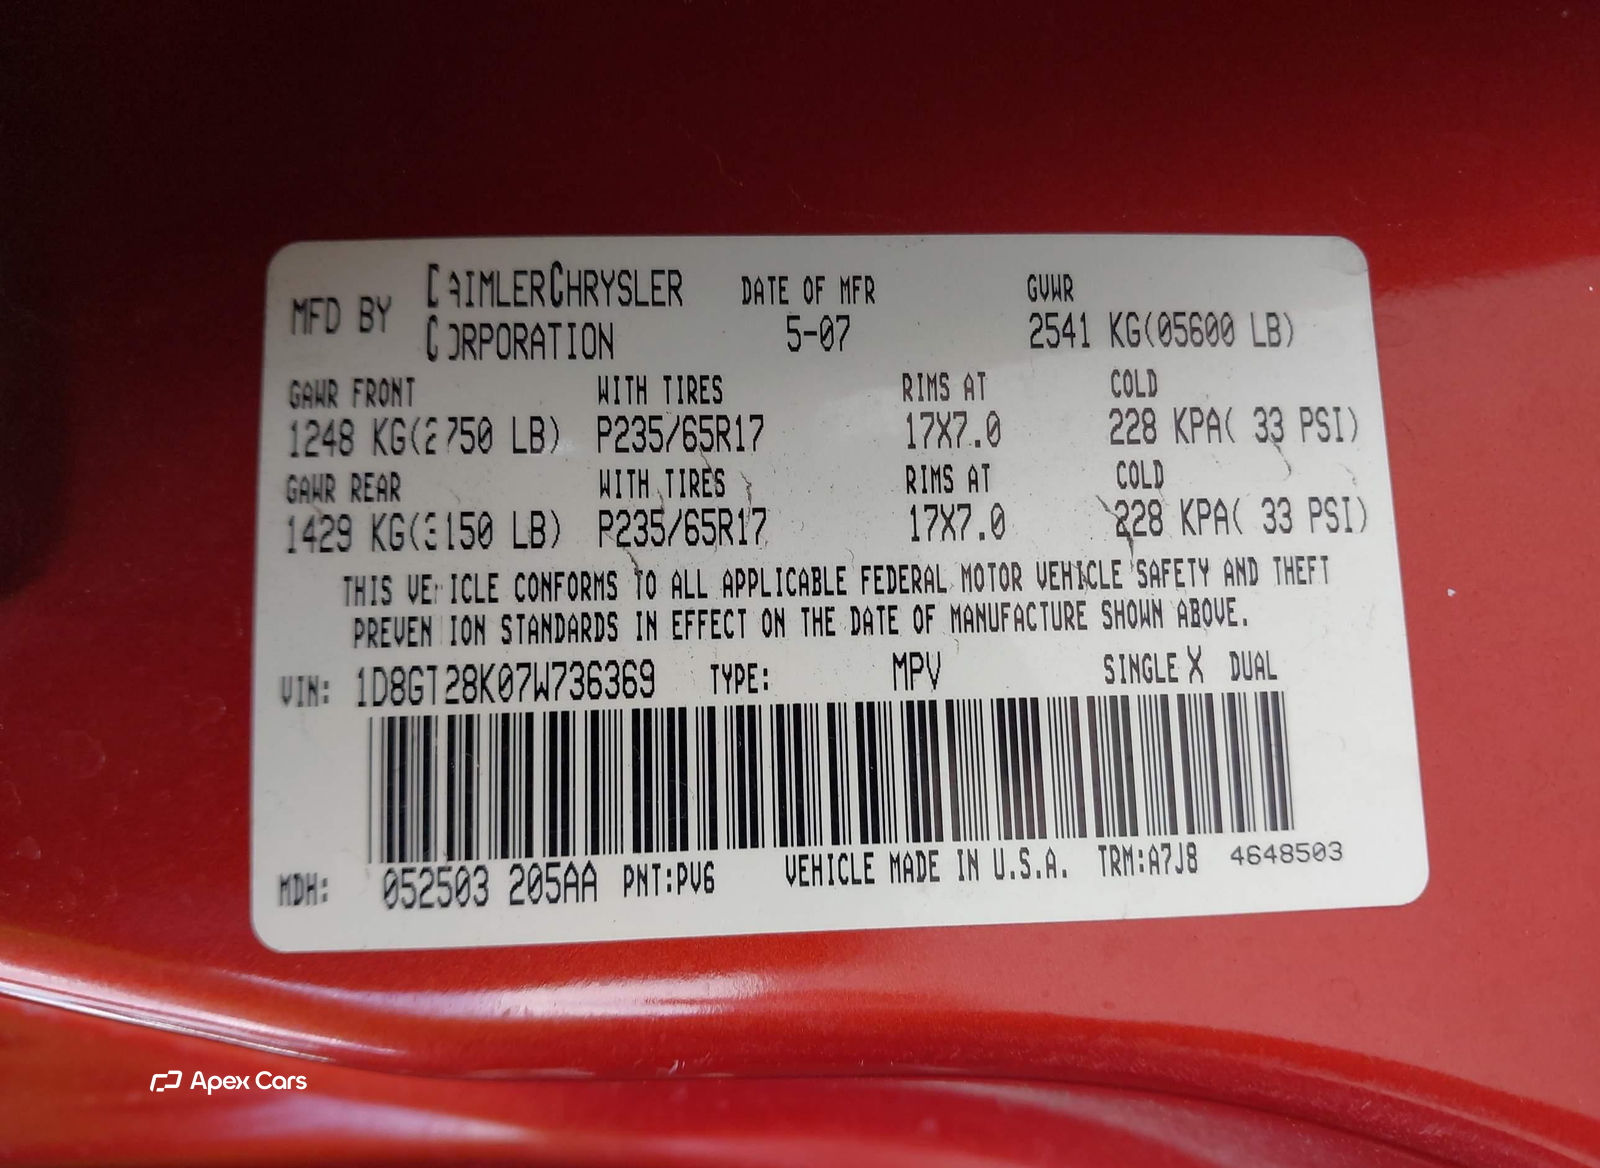 MFD BY DAIMLERCHRYSLER CORPORATION DATE OF MFR 5-07 GVWR 2541 KG(05600 LB)
GAWR FRONT WITH TIRES RIMS AT COLD
1248 KG(2750 LB) P235/65R17 17X7.0 228 KPA( 33 PSI)
GAWR REAR WITH TIRES RIMS AT COLD
1429 KG(3150 LB) P235/65R17 17X7.0 228 KPA( 33 PSI)
THIS VEHICLE CONFORMS TO ALL APPLICABLE FEDERAL MOTOR VEHICLE SAFETY AND THEFT
PREVENTION STANDARDS IN EFFECT ON THE DATE OF MANUFACTURE SHOWN ABOVE.
VIN: 1D8GT28K07W736369 TYPE: MPV SINGLE X DUAL
MDH: 052503 205AA PNT:PV6 VEHICLE MADE IN U.S.A. TRM:A7J8 4648503
Apex Cars